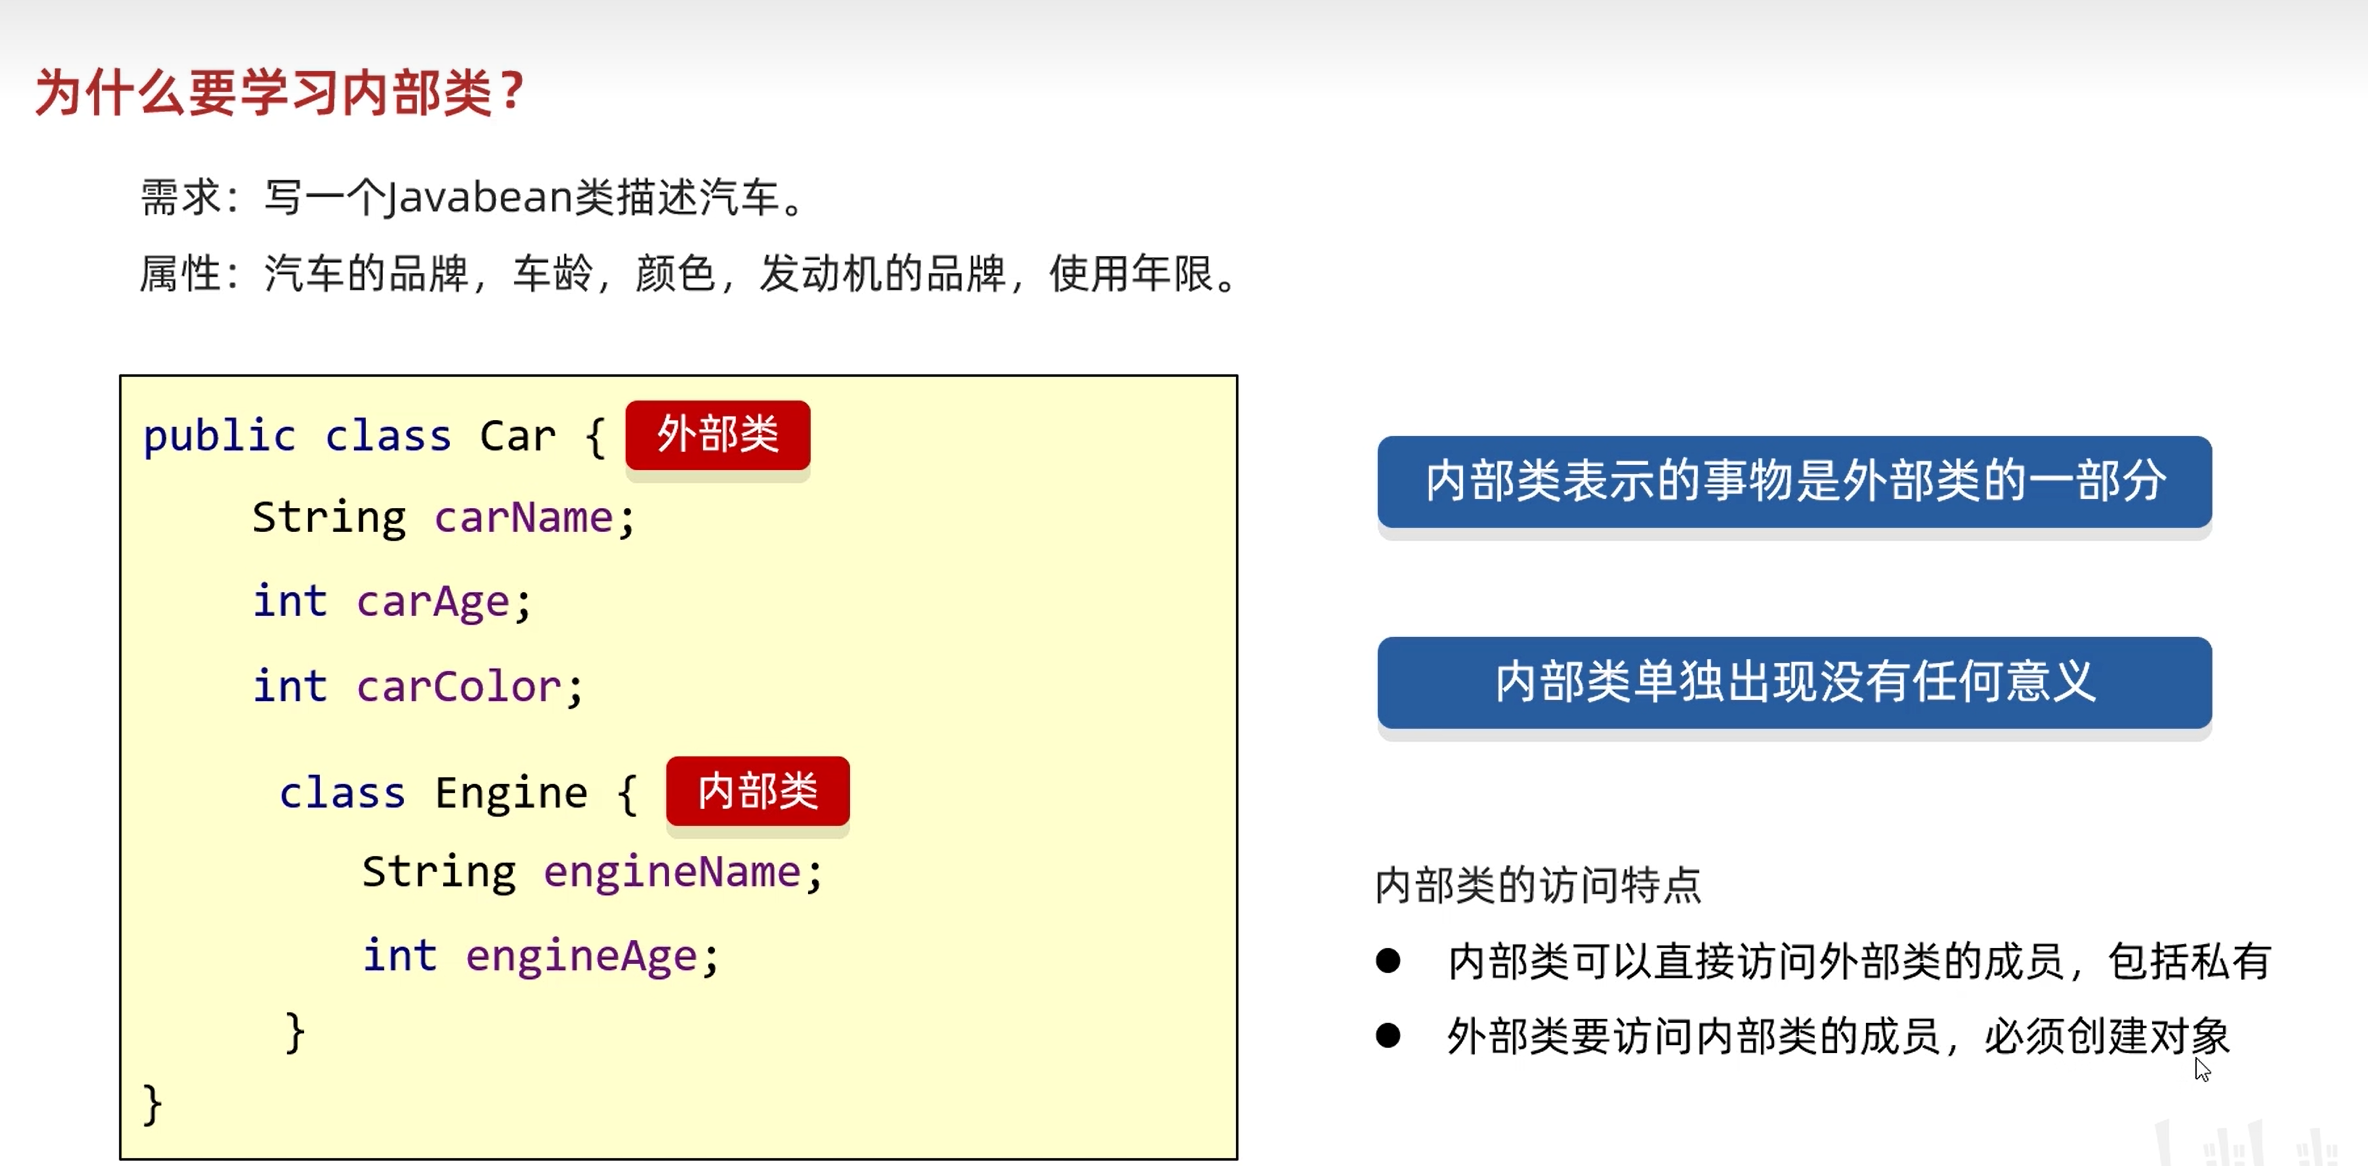 为什么要学习内部类？
需求：写一个Javabean类描述汽车。
属性：汽车的品牌，车龄，颜色，发动机的品牌，使用年限。
public class Car { 外部类
String carName;
int carAge;
int carColor;
class Engine { 内部类
String engineName;
int engineAge;
}
}
内部类表示的事物是外部类的一部分
内部类单独出现没有任何意义
内部类的访问特点
● 内部类可以直接访问外部类的成员，包括私有
● 外部类要访问内部类的成员，必须创建对象